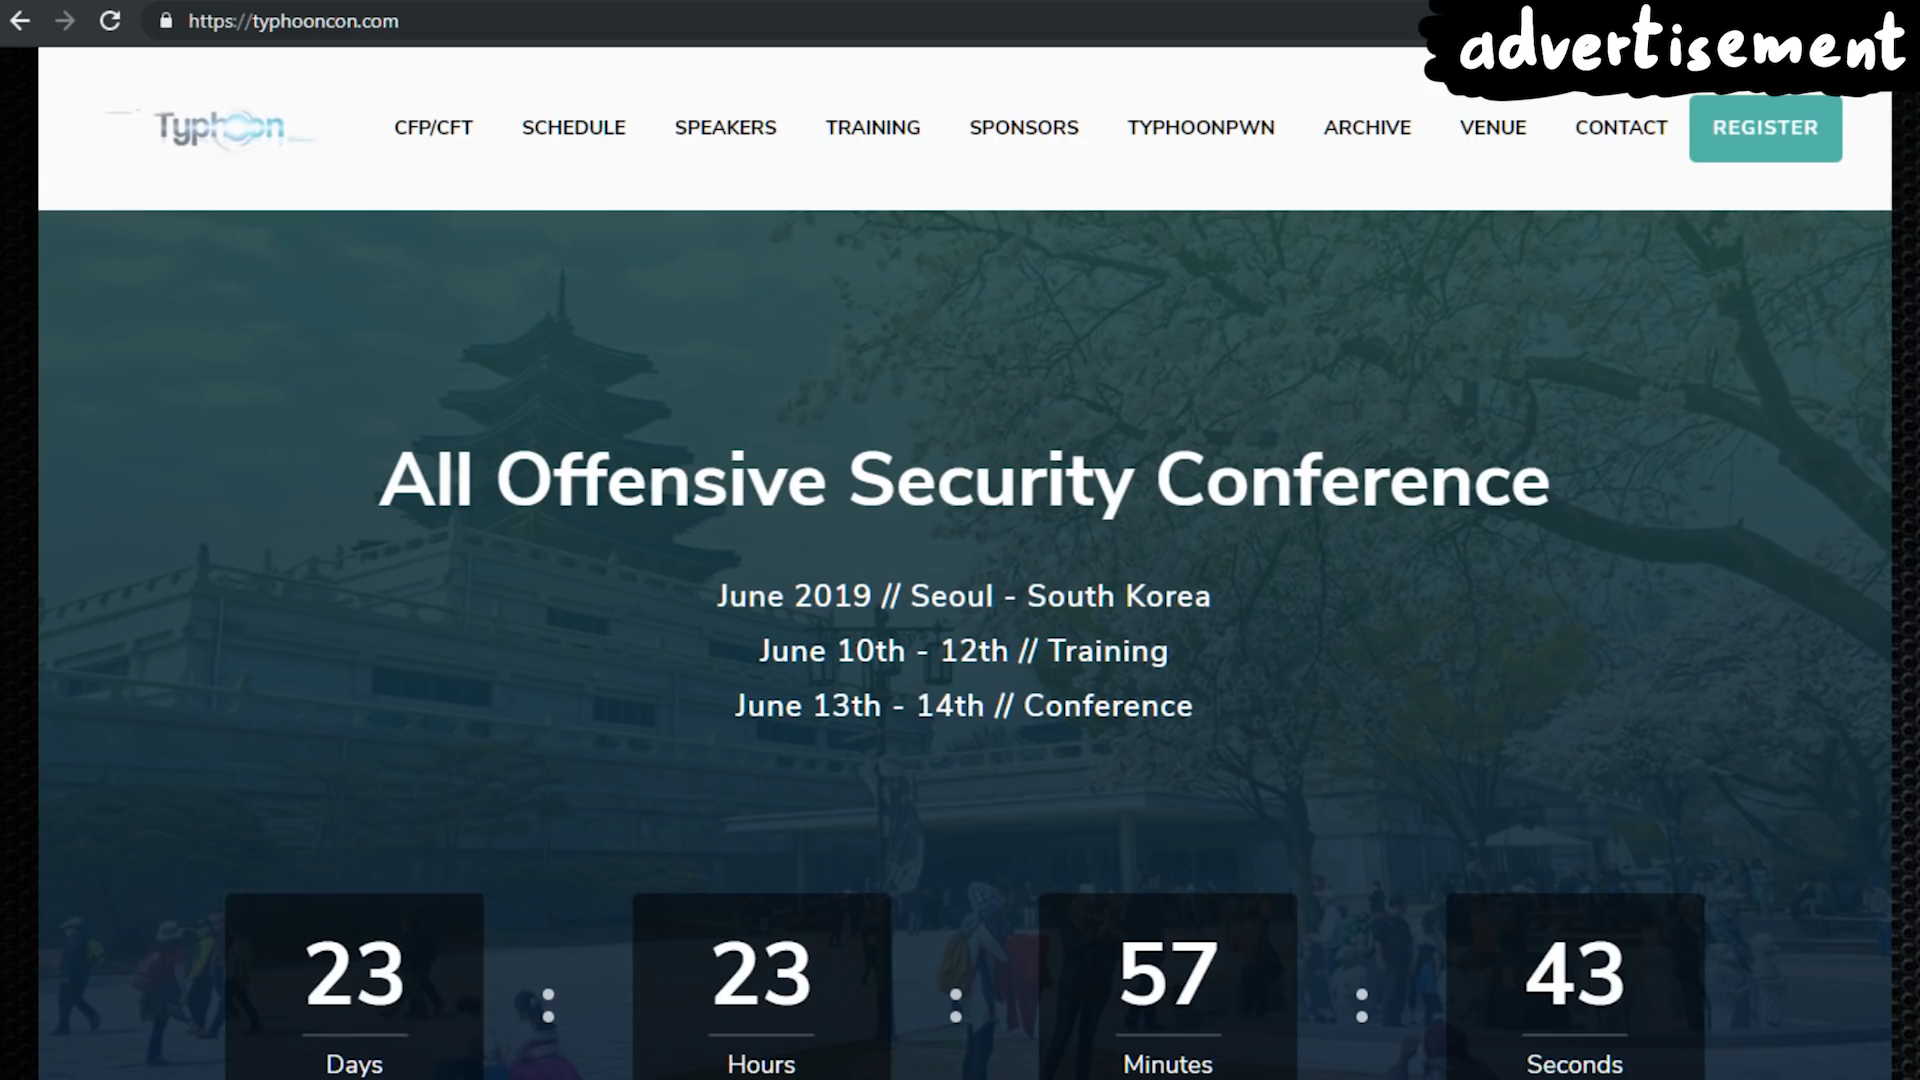 https://typhooncon.com
advertisement
Typhoon
CFP/CFT
SCHEDULE
SPEAKERS
TRAINING
SPONSORS
TYPHOONPWN
ARCHIVE
VENUE
CONTACT
REGISTER
All Offensive Security Conference
June 2019 // Seoul - South Korea
June 10th - 12th // Training
June 13th - 14th // Conference
23 : 23 : 57 : 43
Days Hours Minutes Seconds